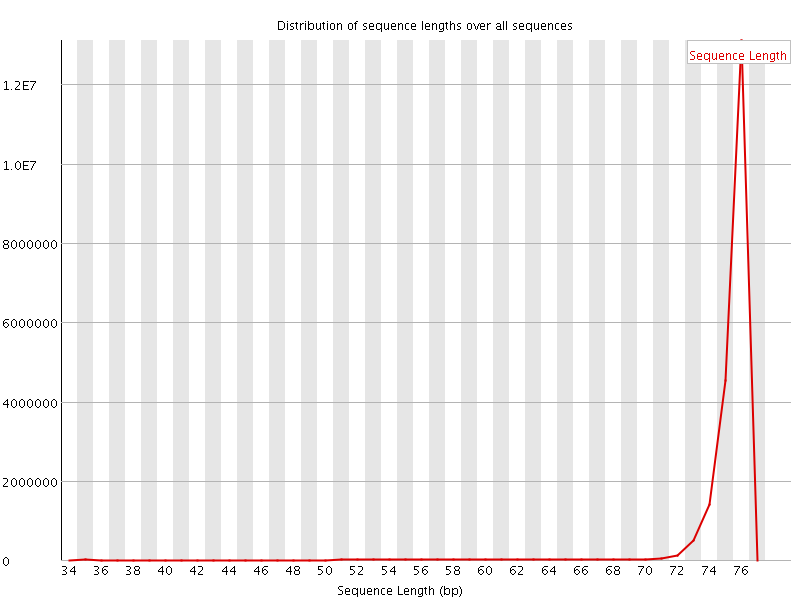 Distribution of sequence lengths over all sequences
Sequence Length
1.2E7
1.0E7
8000000
6000000
4000000
2000000
0
34 36 38 40 42 44 46 48 50 52 54 56 58 60 62 64 66 68 70 72 74 76
Sequence Length (bp)